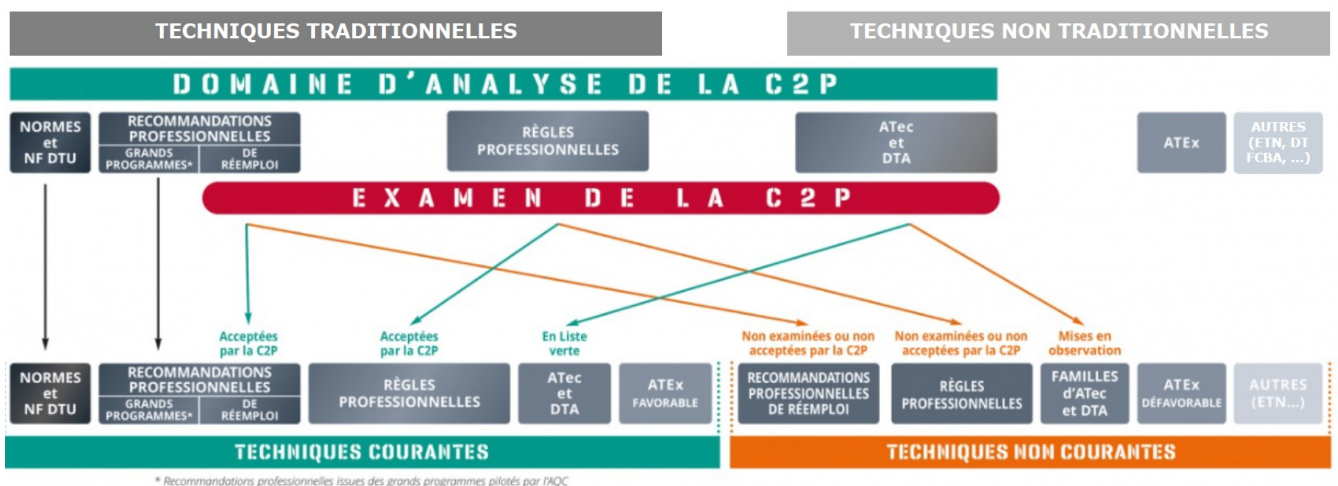 TECHNIQUES TRADITIONNELLES
TECHNIQUES NON TRADITIONNELLES
DOMAINE D'ANALYSE DE LA C2P
NORMES
et
NF DTU
RECOMMANDATIONS
PROFESSIONNELLES
GRANDS
PROGRAMMES*
DE
RÉEMPLOI
RÈGLES
PROFESSIONNELLES
ATec
et
DTA
ATEx
AUTRES
(ETN, DT
FCBA, ...)
EXAMEN DE LA C2P
Acceptées
par la C2P
Acceptées
par la C2P
En Liste
verte
Non examinées ou non
acceptées par la C2P
Non examinées ou non
acceptées par la C2P
Mises en
observation
NORMES
et
NF DTU
RECOMMANDATIONS
PROFESSIONNELLES
GRANDS
PROGRAMMES*
DE
RÉEMPLOI
RÈGLES
PROFESSIONNELLES
ATec
et
DTA
ATEx
FAVORABLE
RECOMMANDATIONS
PROFESSIONNELLES
DE RÉEMPLOI
RÈGLES
PROFESSIONNELLES
FAMILLES
d'ATec
et DTA
ATEx
DÉFAVORABLE
AUTRES
(ETN...)
TECHNIQUES COURANTES
TECHNIQUES NON COURANTES
* Recommandations professionnelles issues des grands programmes pilotés par l'AQC